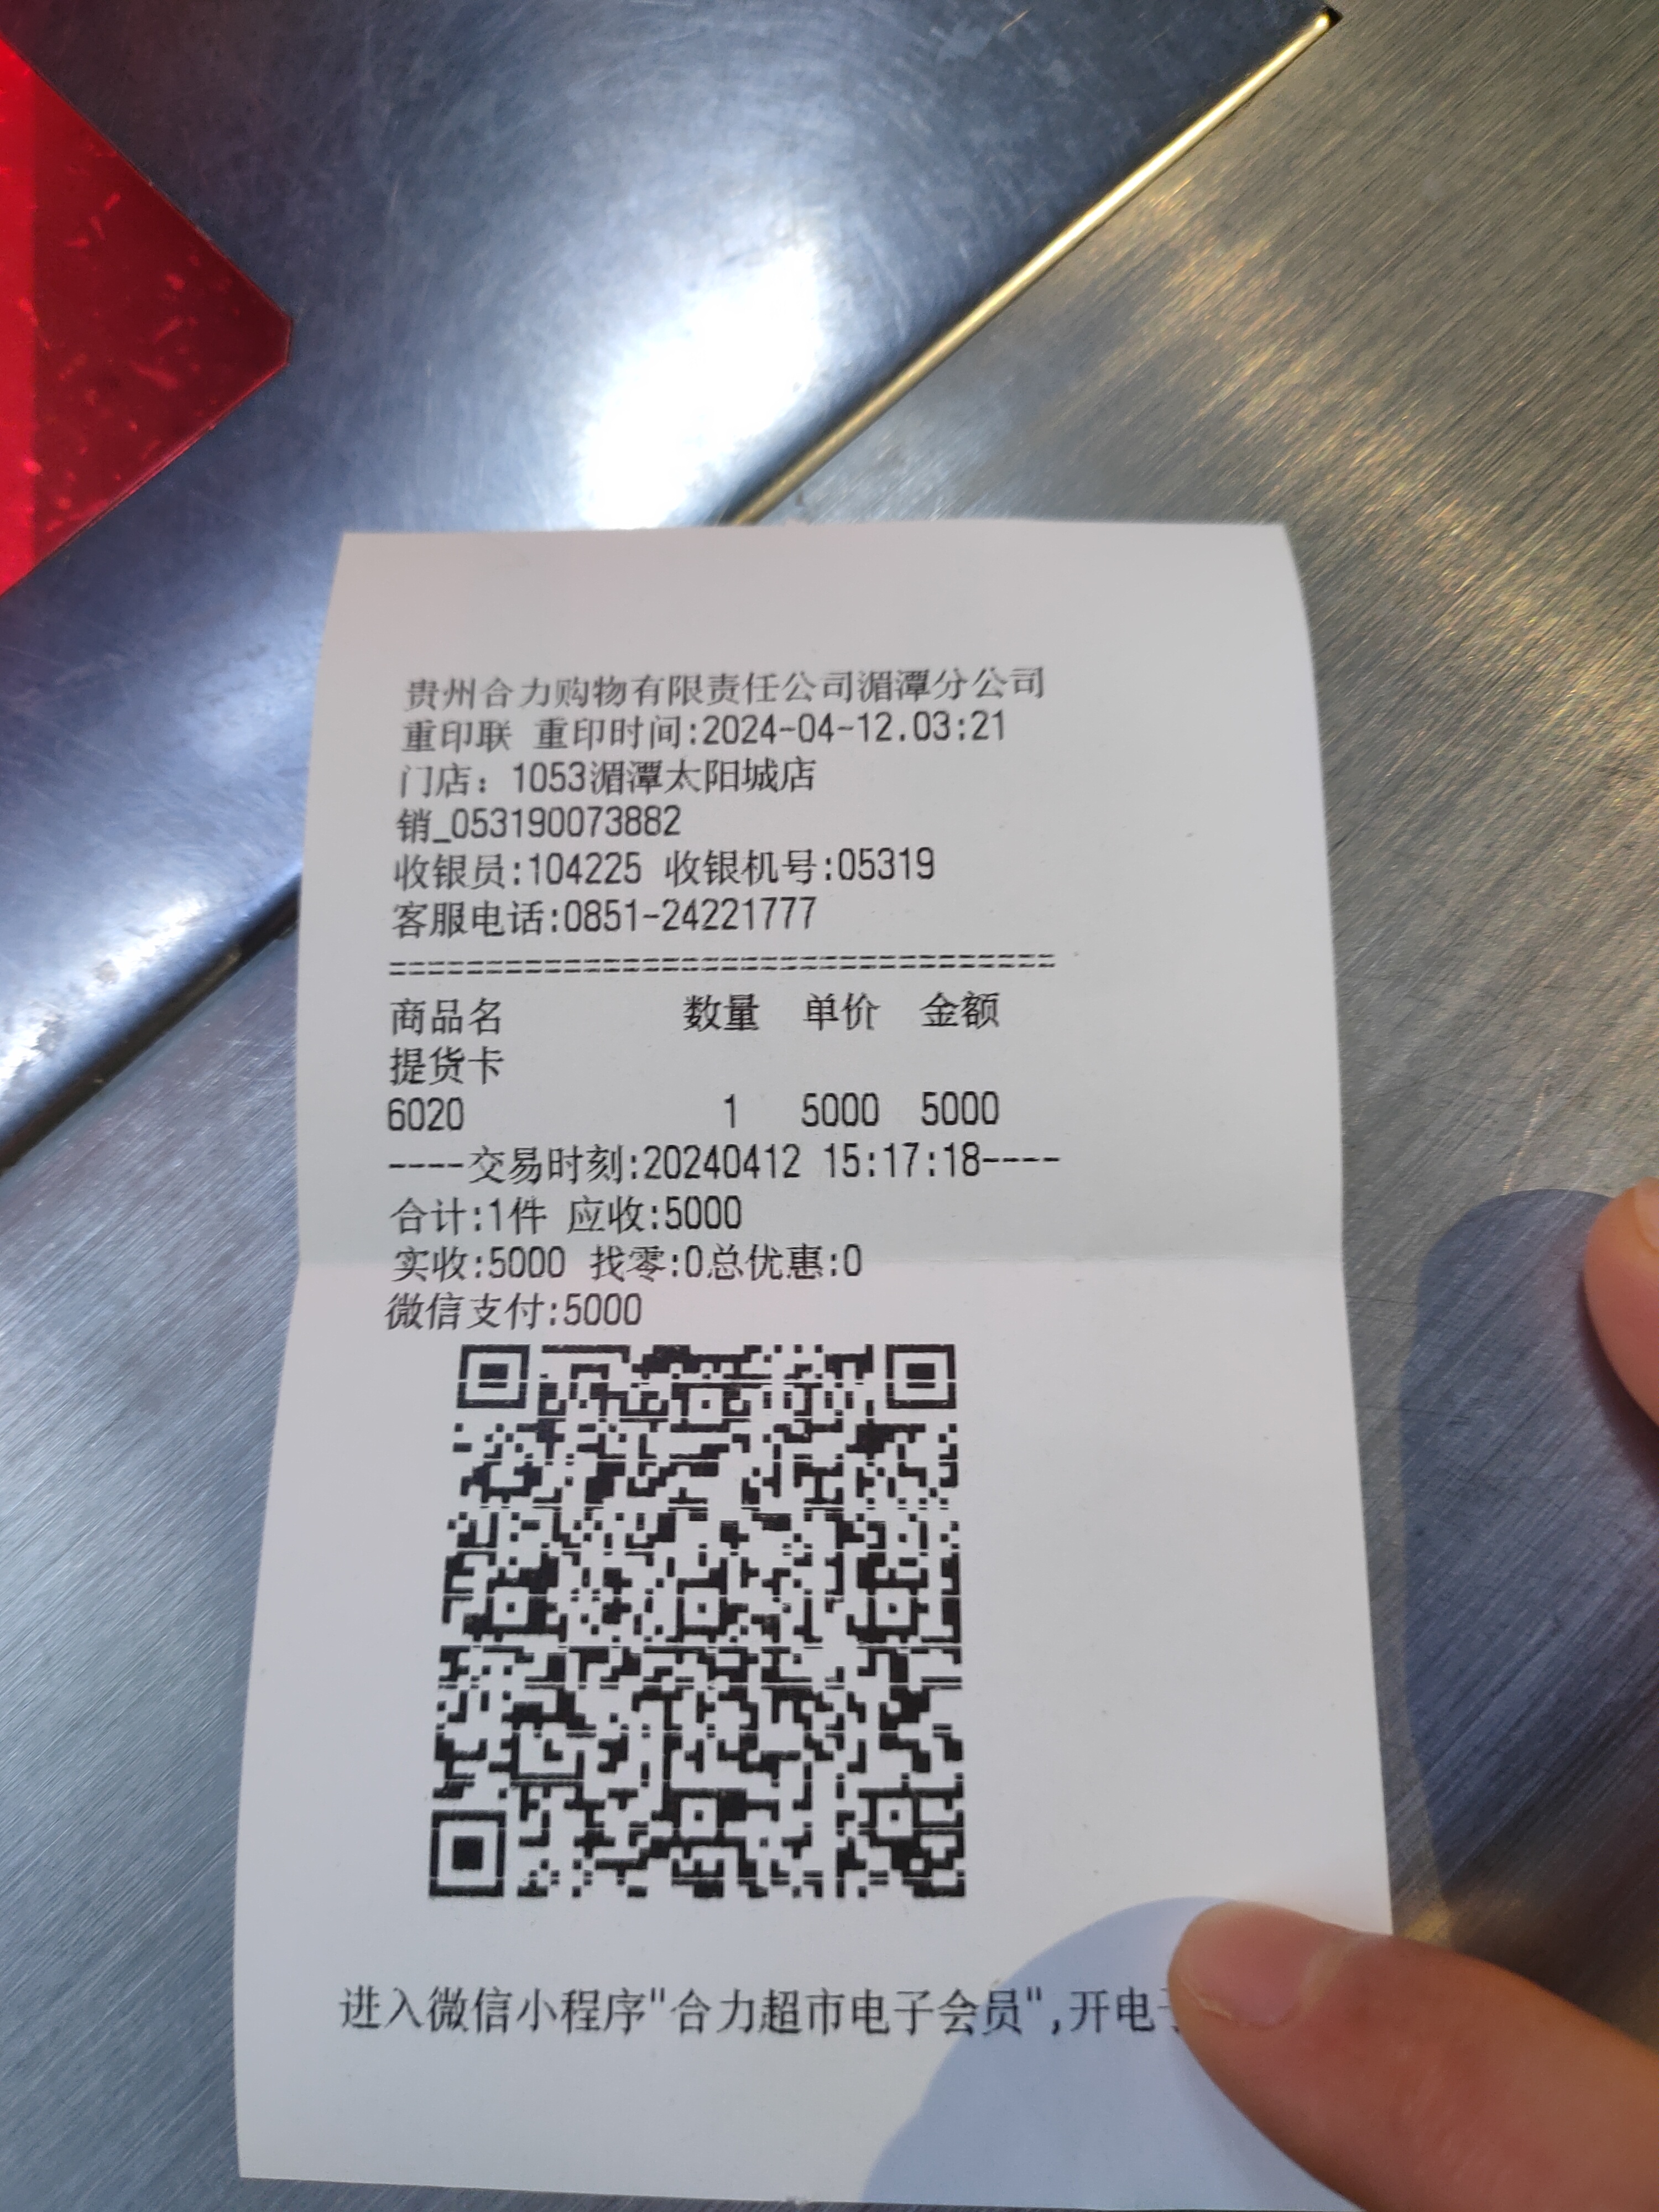 贵州合力购物有限责任公司湄潭分公司
重印联 重印时间:2024-04-12.03:21
门店：1053湄潭太阳城店
销_053190073882
收银员:104225 收银机号:05319
客服电话:0851-24221777
==================================
商品名 数量 单价 金额
提货卡
6020 1 5000 5000
----交易时刻:20240412 15:17:18----
合计:1件 应收:5000
实收:5000 找零:0总优惠:0
微信支付:5000
进入微信小程序"合力超市电子会员",开电